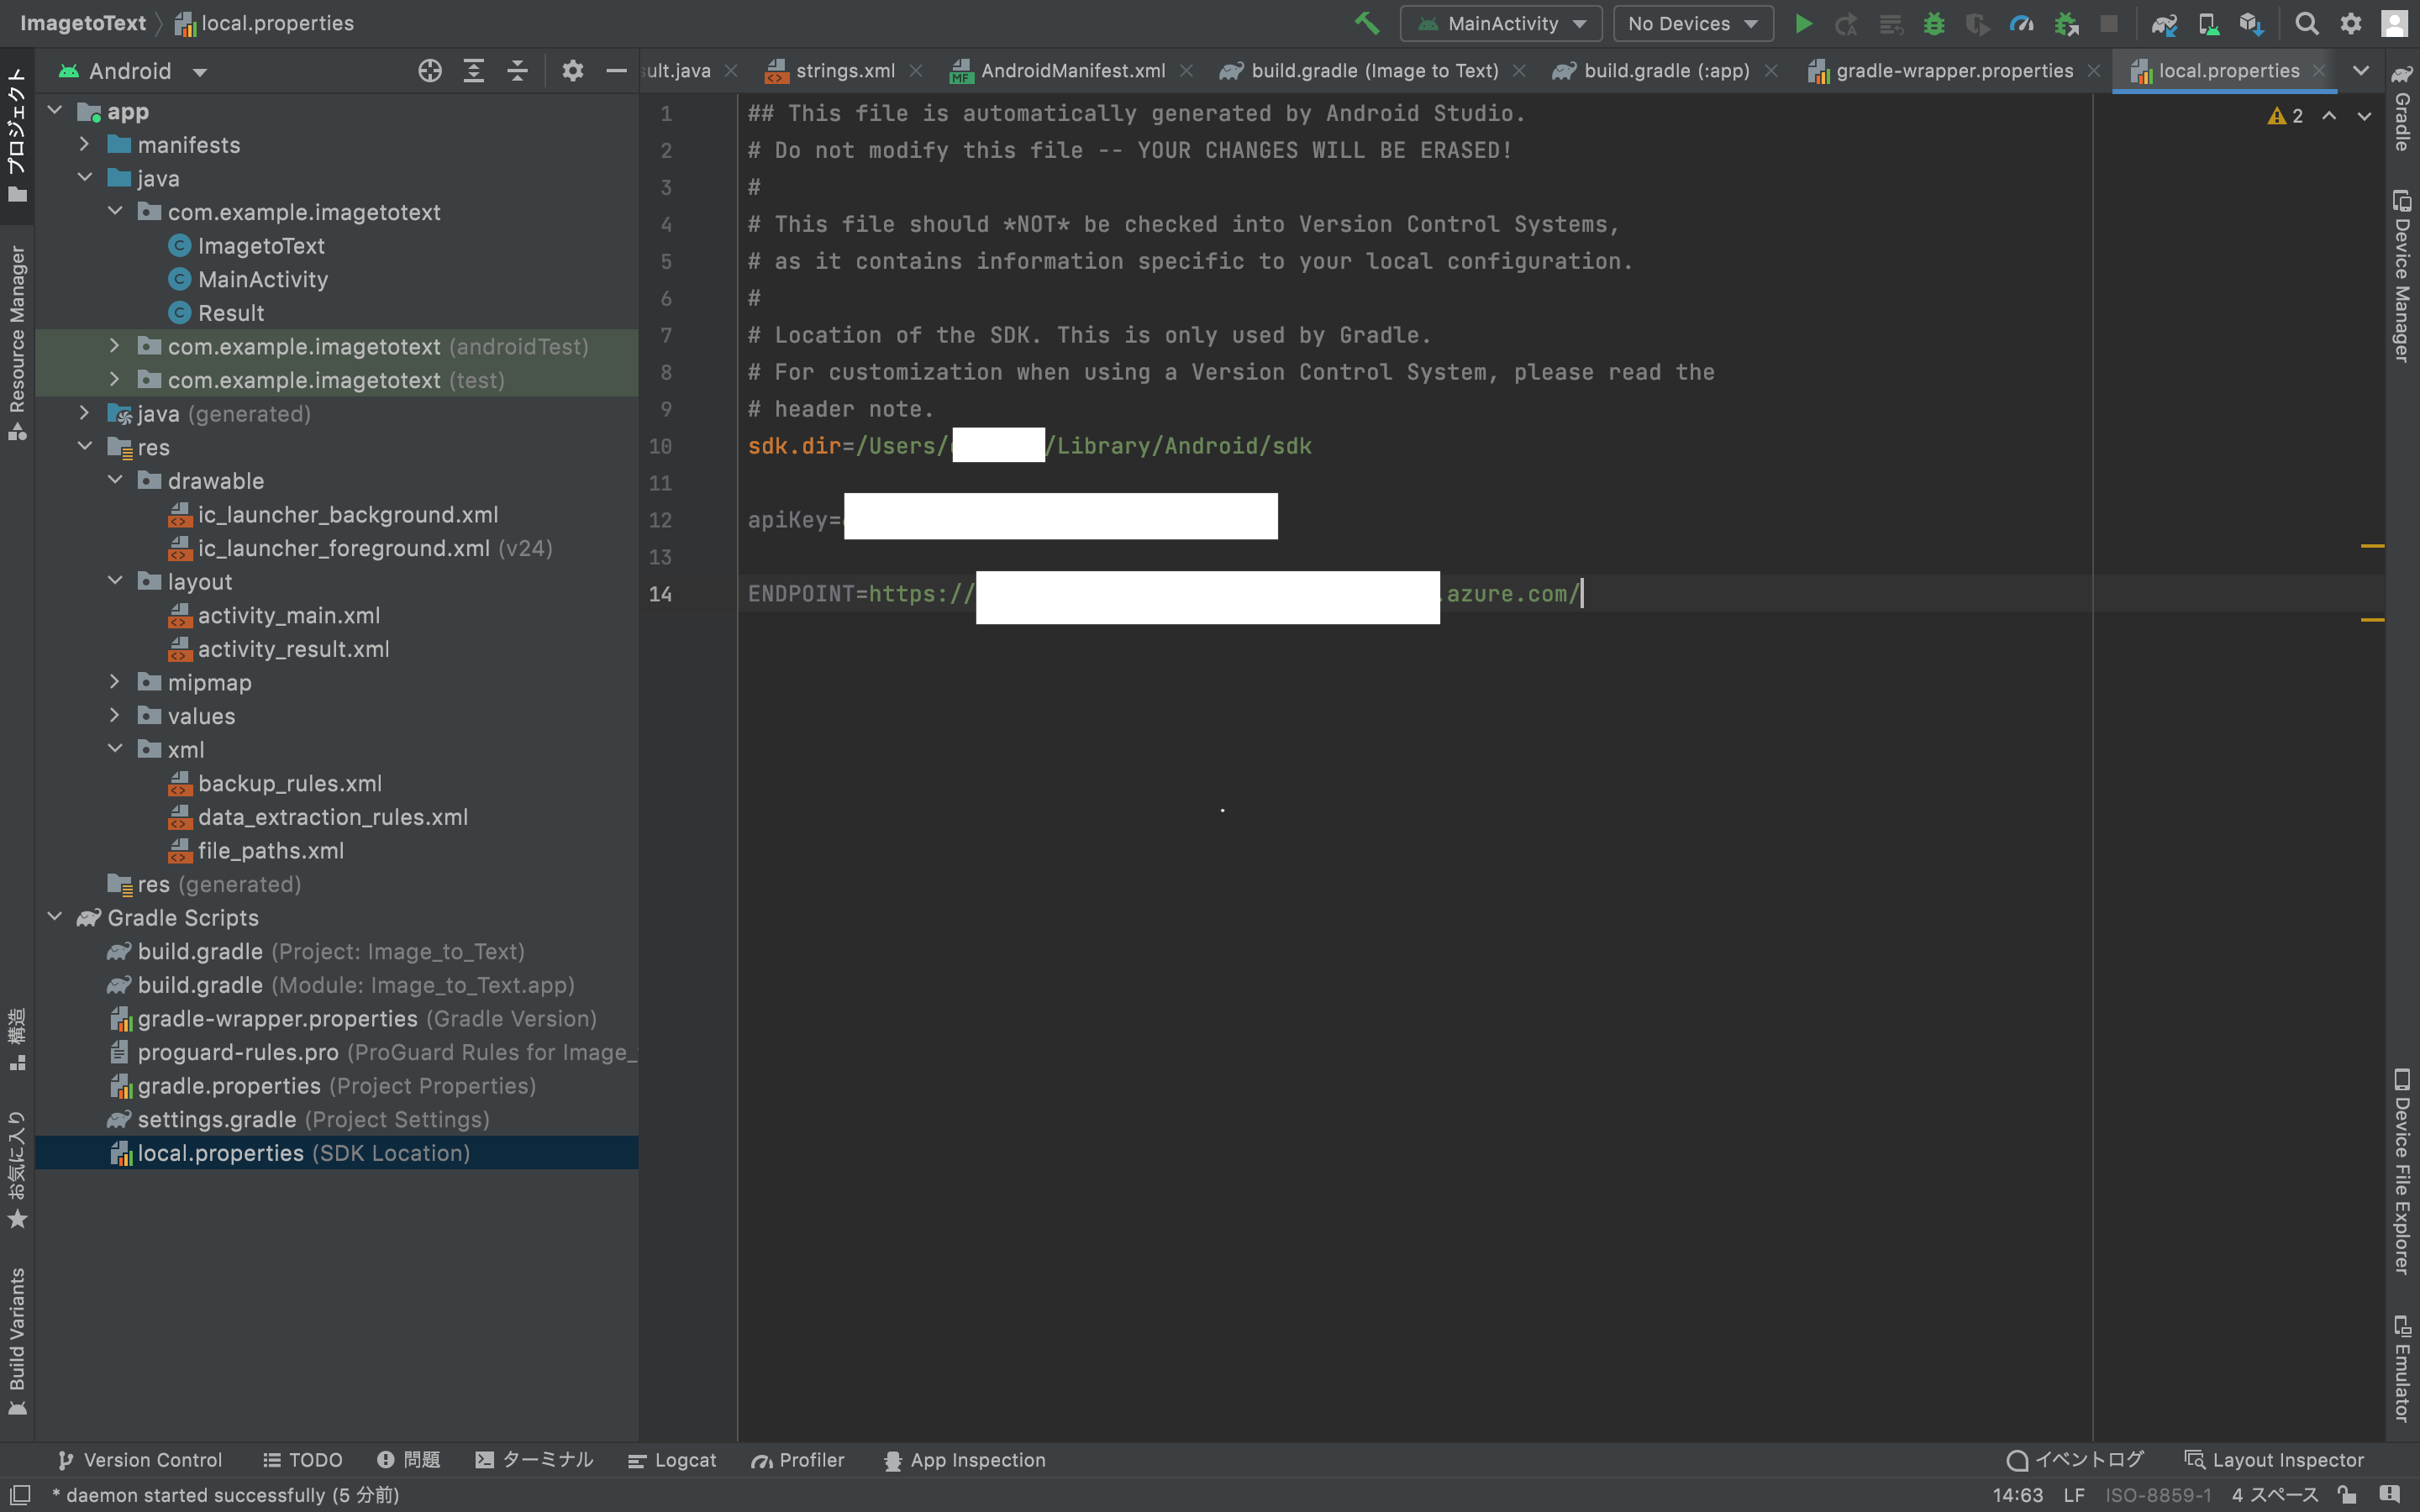 ImagetoText
local.properties
MainActivity
No Devices
Android
ult.java
strings.xml
AndroidManifest.xml
build.gradle (Image to Text)
build.gradle (:app)
gradle-wrapper.properties
local.properties
プロジェクト
Resource Manager
構造
お気に入り
Build Variants
app
manifests
java
com.example.imagetotext
ImagetoText
MainActivity
Result
com.example.imagetotext (androidTest)
com.example.imagetotext (test)
java (generated)
res
drawable
ic_launcher_background.xml
ic_launcher_foreground.xml (v24)
layout
activity_main.xml
activity_result.xml
mipmap
values
xml
backup_rules.xml
data_extraction_rules.xml
file_paths.xml
res (generated)
Gradle Scripts
build.gradle (Project: Image_to_Text)
build.gradle (Module: Image_to_Text.app)
gradle-wrapper.properties (Gradle Version)
proguard-rules.pro (ProGuard Rules for Image_
gradle.properties (Project Properties)
settings.gradle (Project Settings)
local.properties (SDK Location)
1 ## This file is automatically generated by Android Studio.
2 # Do not modify this file -- YOUR CHANGES WILL BE ERASED!
3 #
4 # This file should *NOT* be checked into Version Control Systems,
5 # as it contains information specific to your local configuration.
6 #
7 # Location of the SDK. This is only used by Gradle.
8 # For customization when using a Version Control System, please read the
9 # header note.
10 sdk.dir=/Users/ /Library/Android/sdk
11
12 apiKey=
13
14 ENDPOINT=https:// .azure.com/
2
Gradle
Device Manager
Device File Explorer
Emulator
Version Control
TODO
問題
ターミナル
Logcat
Profiler
App Inspection
イベントログ
Layout Inspector
* daemon started successfully (5 分前)
14:63
LF
ISO-8859-1
4 スペース